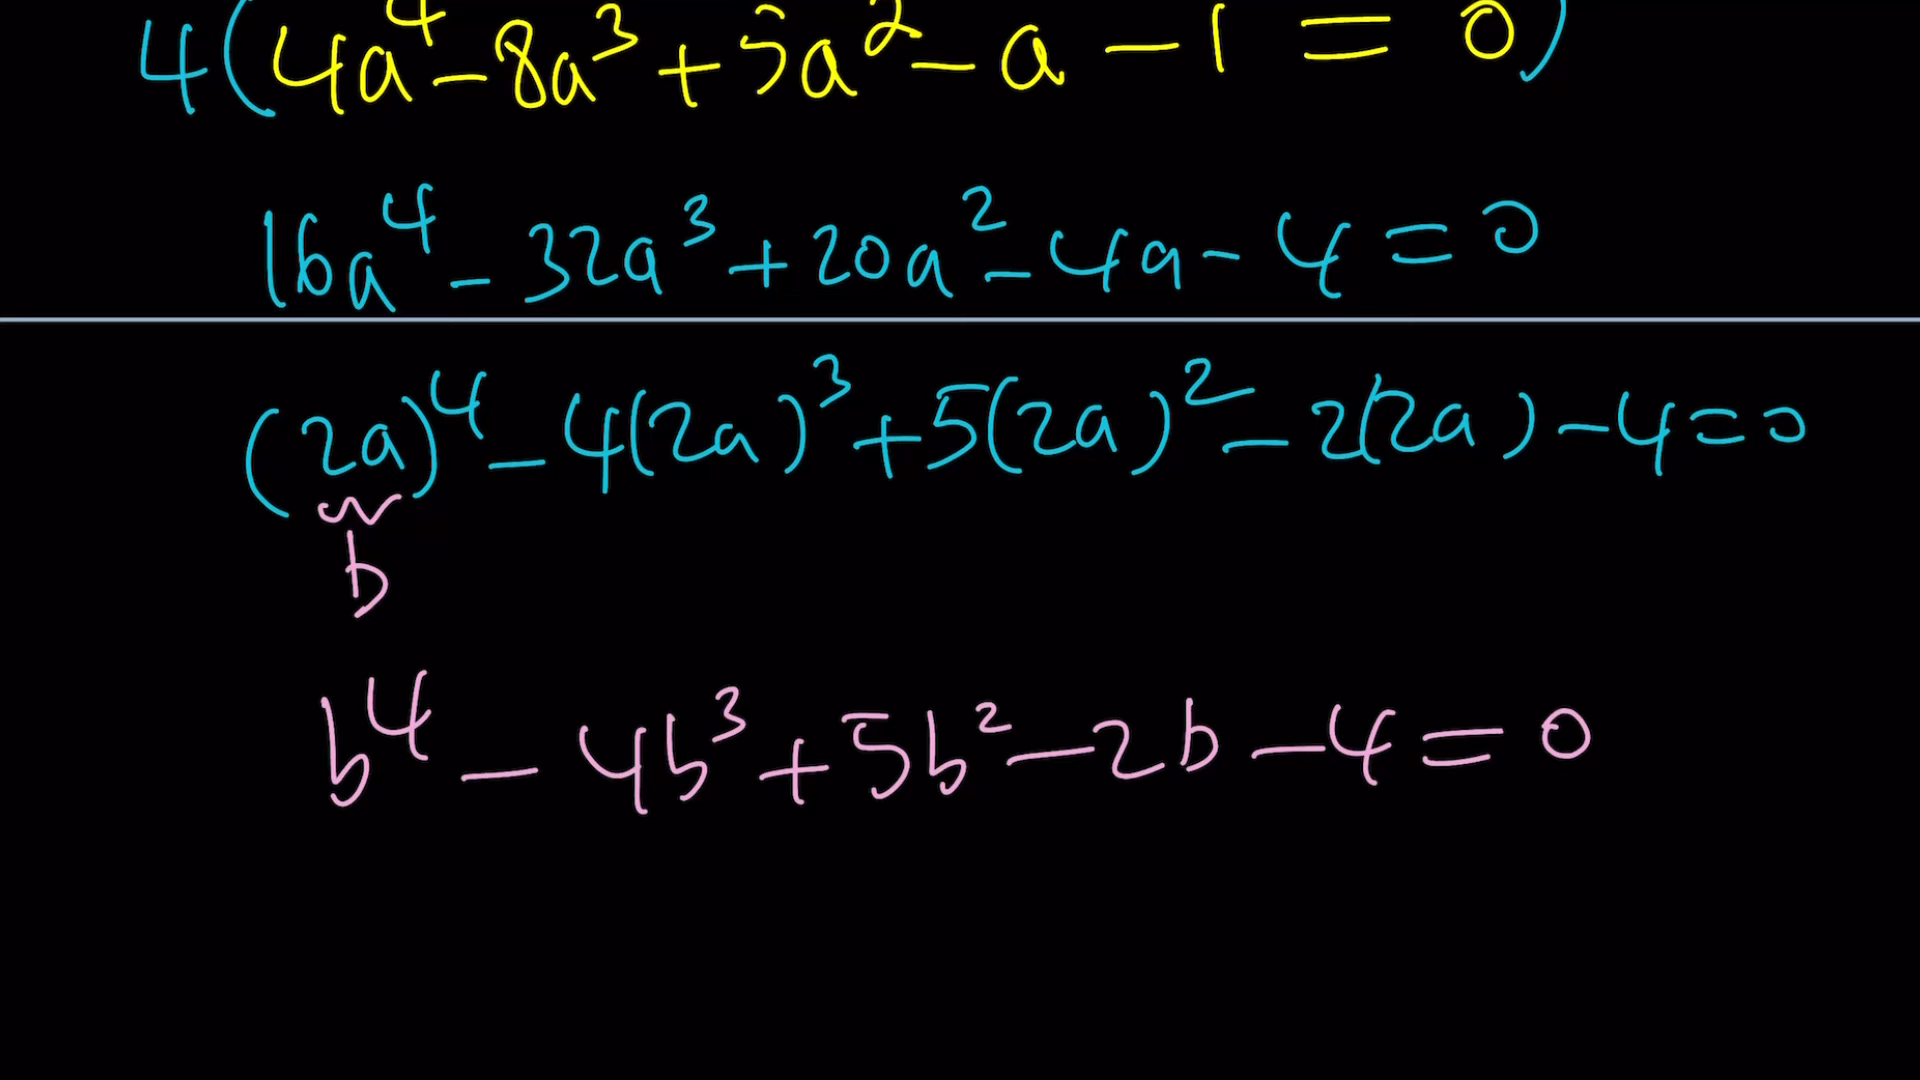 4(4a⁴-8a³+5a²-a-1=0)
16a⁴-32a³+20a²-4a-4=0
(2a)⁴-4(2a)³+5(2a)²-2(2a)-4=0
b
b⁴-4b³+5b²-2b-4=0